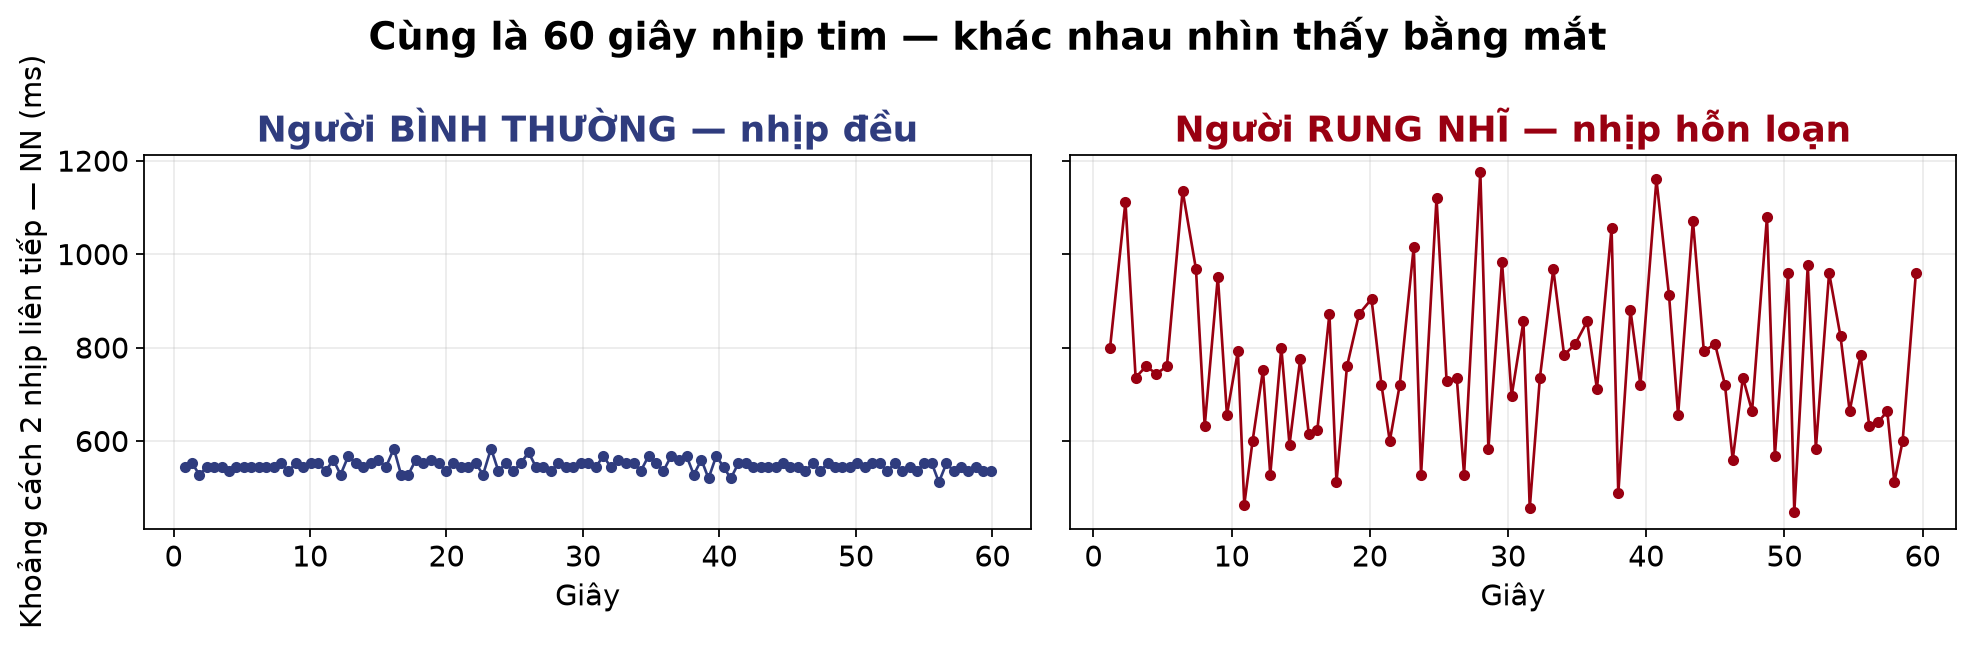 Cùng là 60 giây nhịp tim — khác nhau nhìn thấy bằng mắt
Người BÌNH THƯỜNG — nhịp đều
Người RUNG NHĨ — nhịp hỗn loạn
Khoảng cách 2 nhịp liên tiếp — NN (ms)
1200
1000
800
600
0 10 20 30 40 50 60
0 10 20 30 40 50 60
Giây
Giây